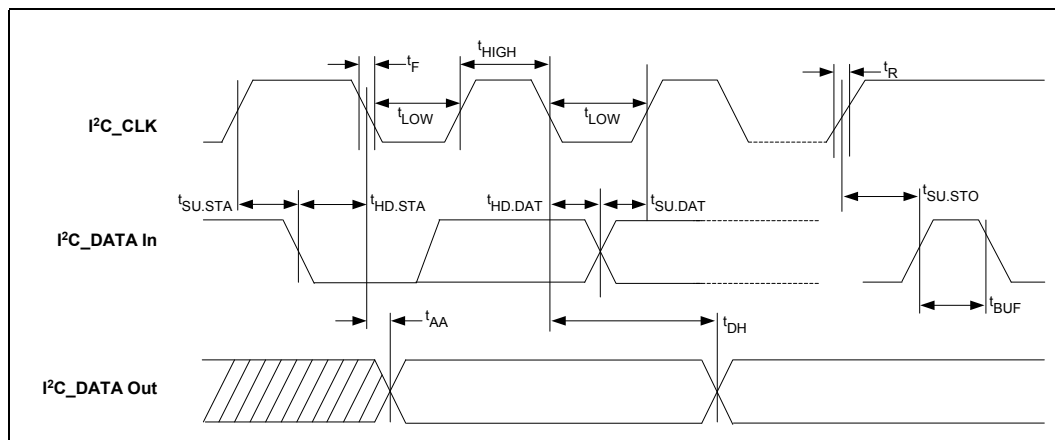 tF
tHIGH
tR
I²C_CLK
tLOW
tLOW
tSU.STA
tHD.STA
tHD.DAT
tSU.DAT
tSU.STO
I²C_DATA In
tBUF
tAA
tDH
I²C_DATA Out